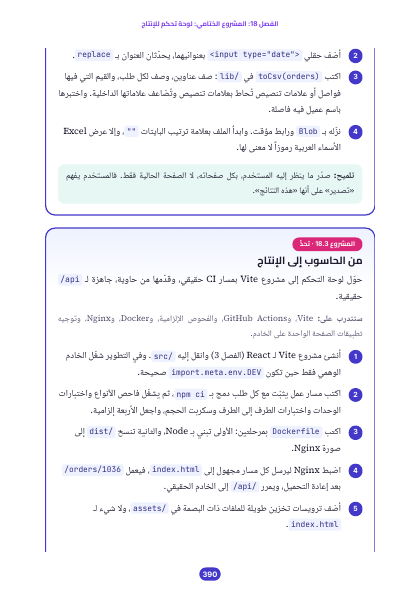 الفصل 18: المشروع الختامي: لوحة تحكم للإنتاج
2 أضف حقلي <input type="date"> بعنوانيهما، يحدّثان العنوان بـ replace .
3 اكتب toCsv(orders) في lib/ : صف عناوين، وصف لكل طلب، والقيم التي فيها
فواصل أو علامات تنصيص تُحاط بعلامات تنصيص وتُضاعف علاماتها الداخلية. واختبرها
باسم عميل فيه فاصلة.
4 نزّله بـ Blob ورابط مؤقت. وابدأ الملف بعلامة ترتيب البايتات "" ، وإلا عرض Excel
الأسماء العربية رموزاً لا معنى لها.
تلميح: صدّر ما ينظر إليه المستخدم، بكل صفحاته، لا الصفحة الحالية فقط. فالمستخدم يفهم
«تصدير» على أنها «هذه النتائج».
المشروع 18.3 · تحدٍّ
من الحاسوب إلى الإنتاج
حوّل لوحة التحكم إلى مشروع Vite بمسار CI حقيقي، وقدّمها من حاوية، جاهزة لـ /api
حقيقية.
ستتدرب على: Vite، و GitHub Actions، والفحوص الإلزامية، و Docker، و Nginx، وتوجيه
تطبيقات الصفحة الواحدة على الخادم.
1 أنشئ مشروع Vite لـ React (الفصل 3) وانقل إليه src/ . وفي التطوير شغّل الخادم
الوهمي فقط حين تكون import.meta.env.DEV صحيحة.
2 اكتب مسار عمل يثبّت مع كل طلب دمج بـ npm ci ، ثم يشغّل فاحص الأنواع واختبارات
الوحدات واختبارات الطرف إلى الطرف وسكربت الحجم، واجعل الأربعة إلزامية.
3 اكتب Dockerfile بمرحلتين: الأولى تبني بـ Node، والثانية تنسخ dist/ إلى
صورة Nginx.
4 اضبط Nginx ليرسل كل مسار مجهول إلى index.html ، فيعمل /orders/1036
بعد إعادة التحميل، ويمرر /api/ إلى الخادم الحقيقي.
5 أضف ترويسات تخزين طويلة للملفات ذات البصمة في assets/ ، ولا شيء لـ
index.html .
390